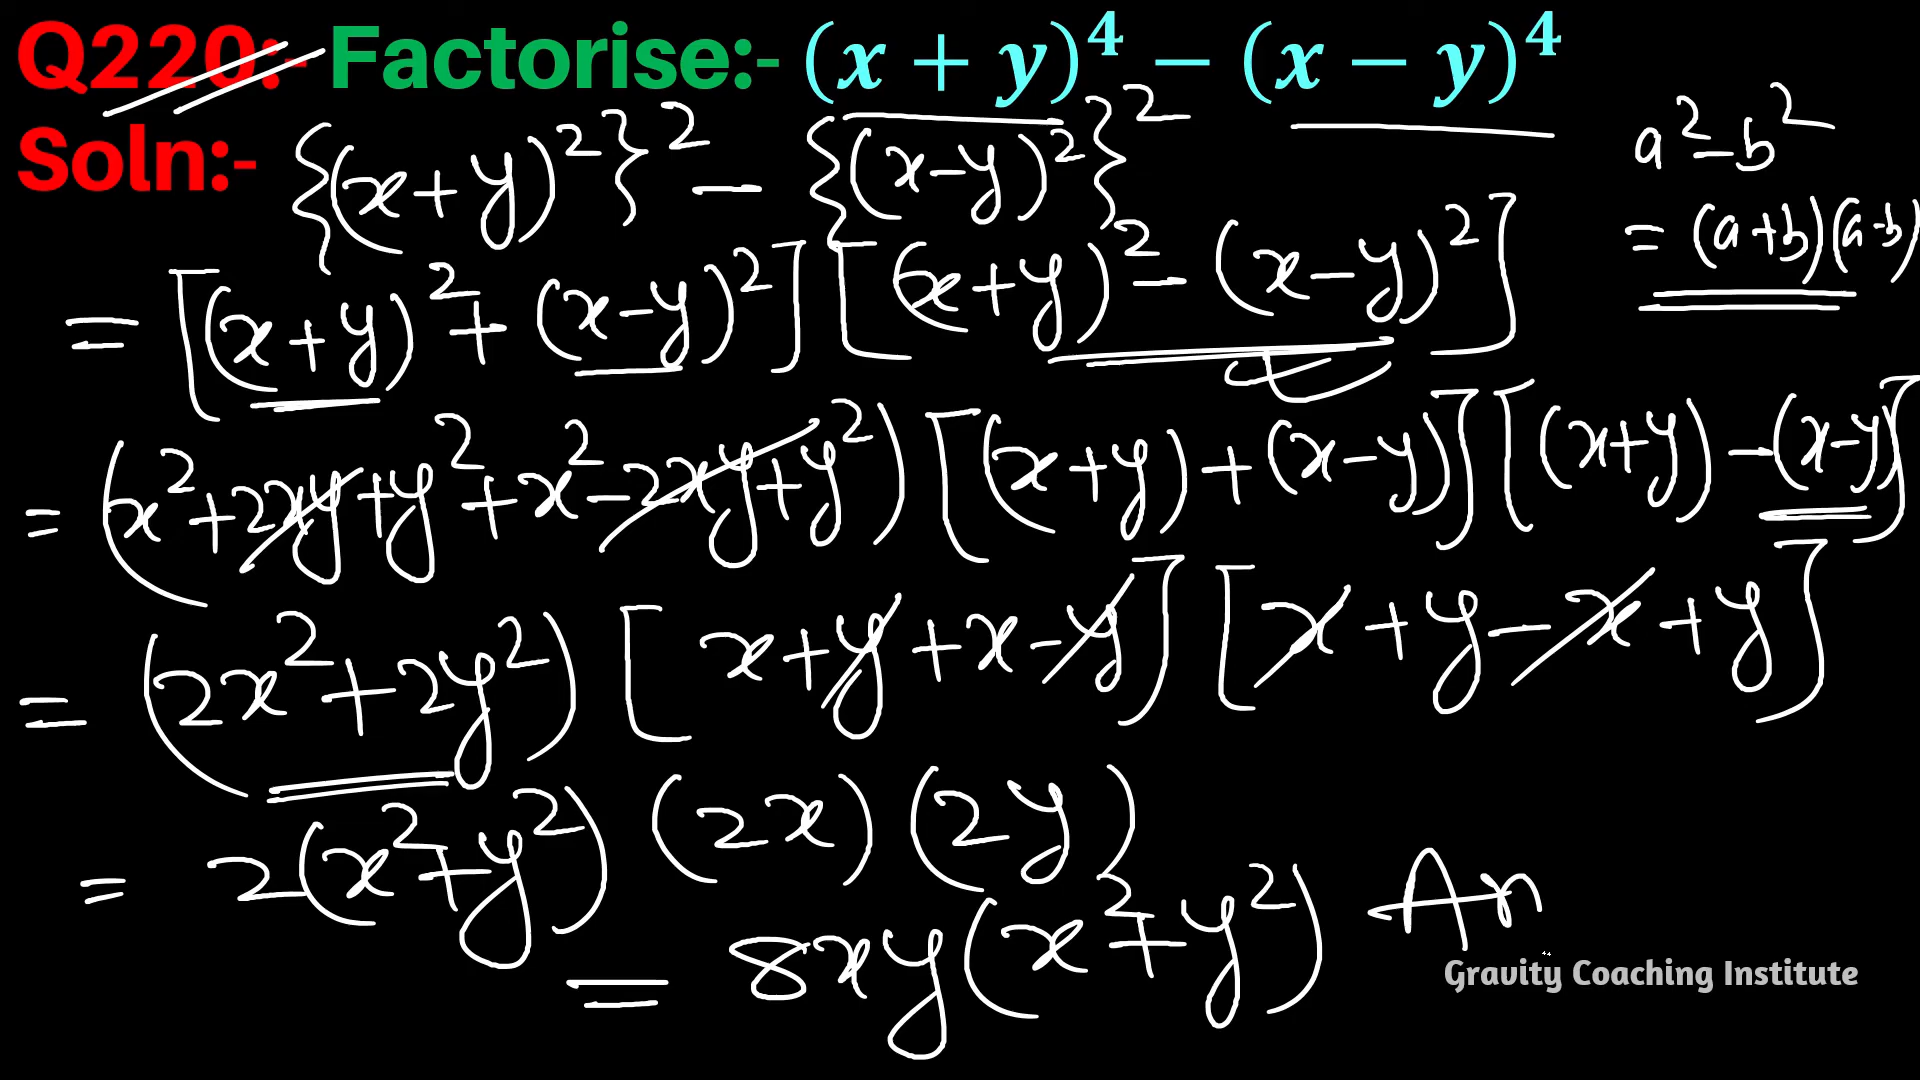 Q220:- Factorise:- (x + y)⁴ − (x − y)⁴
Soln:- {(x+y)²}² − {(x−y)²}²
a²−b²
= (a+b)(a-b)
= [(x+y)²+(x−y)²][(x+y)²−(x−y)²]
= (x²+2xy+y²+x²−2xy+y²)[(x+y)+(x−y)][(x+y)−(x−y)]
= (2x²+2y²)[x+y+x−y][x+y−x+y]
= 2(x²+y²)(2x)(2y)
= 8xy(x²+y²) An
Gravity Coaching Institute